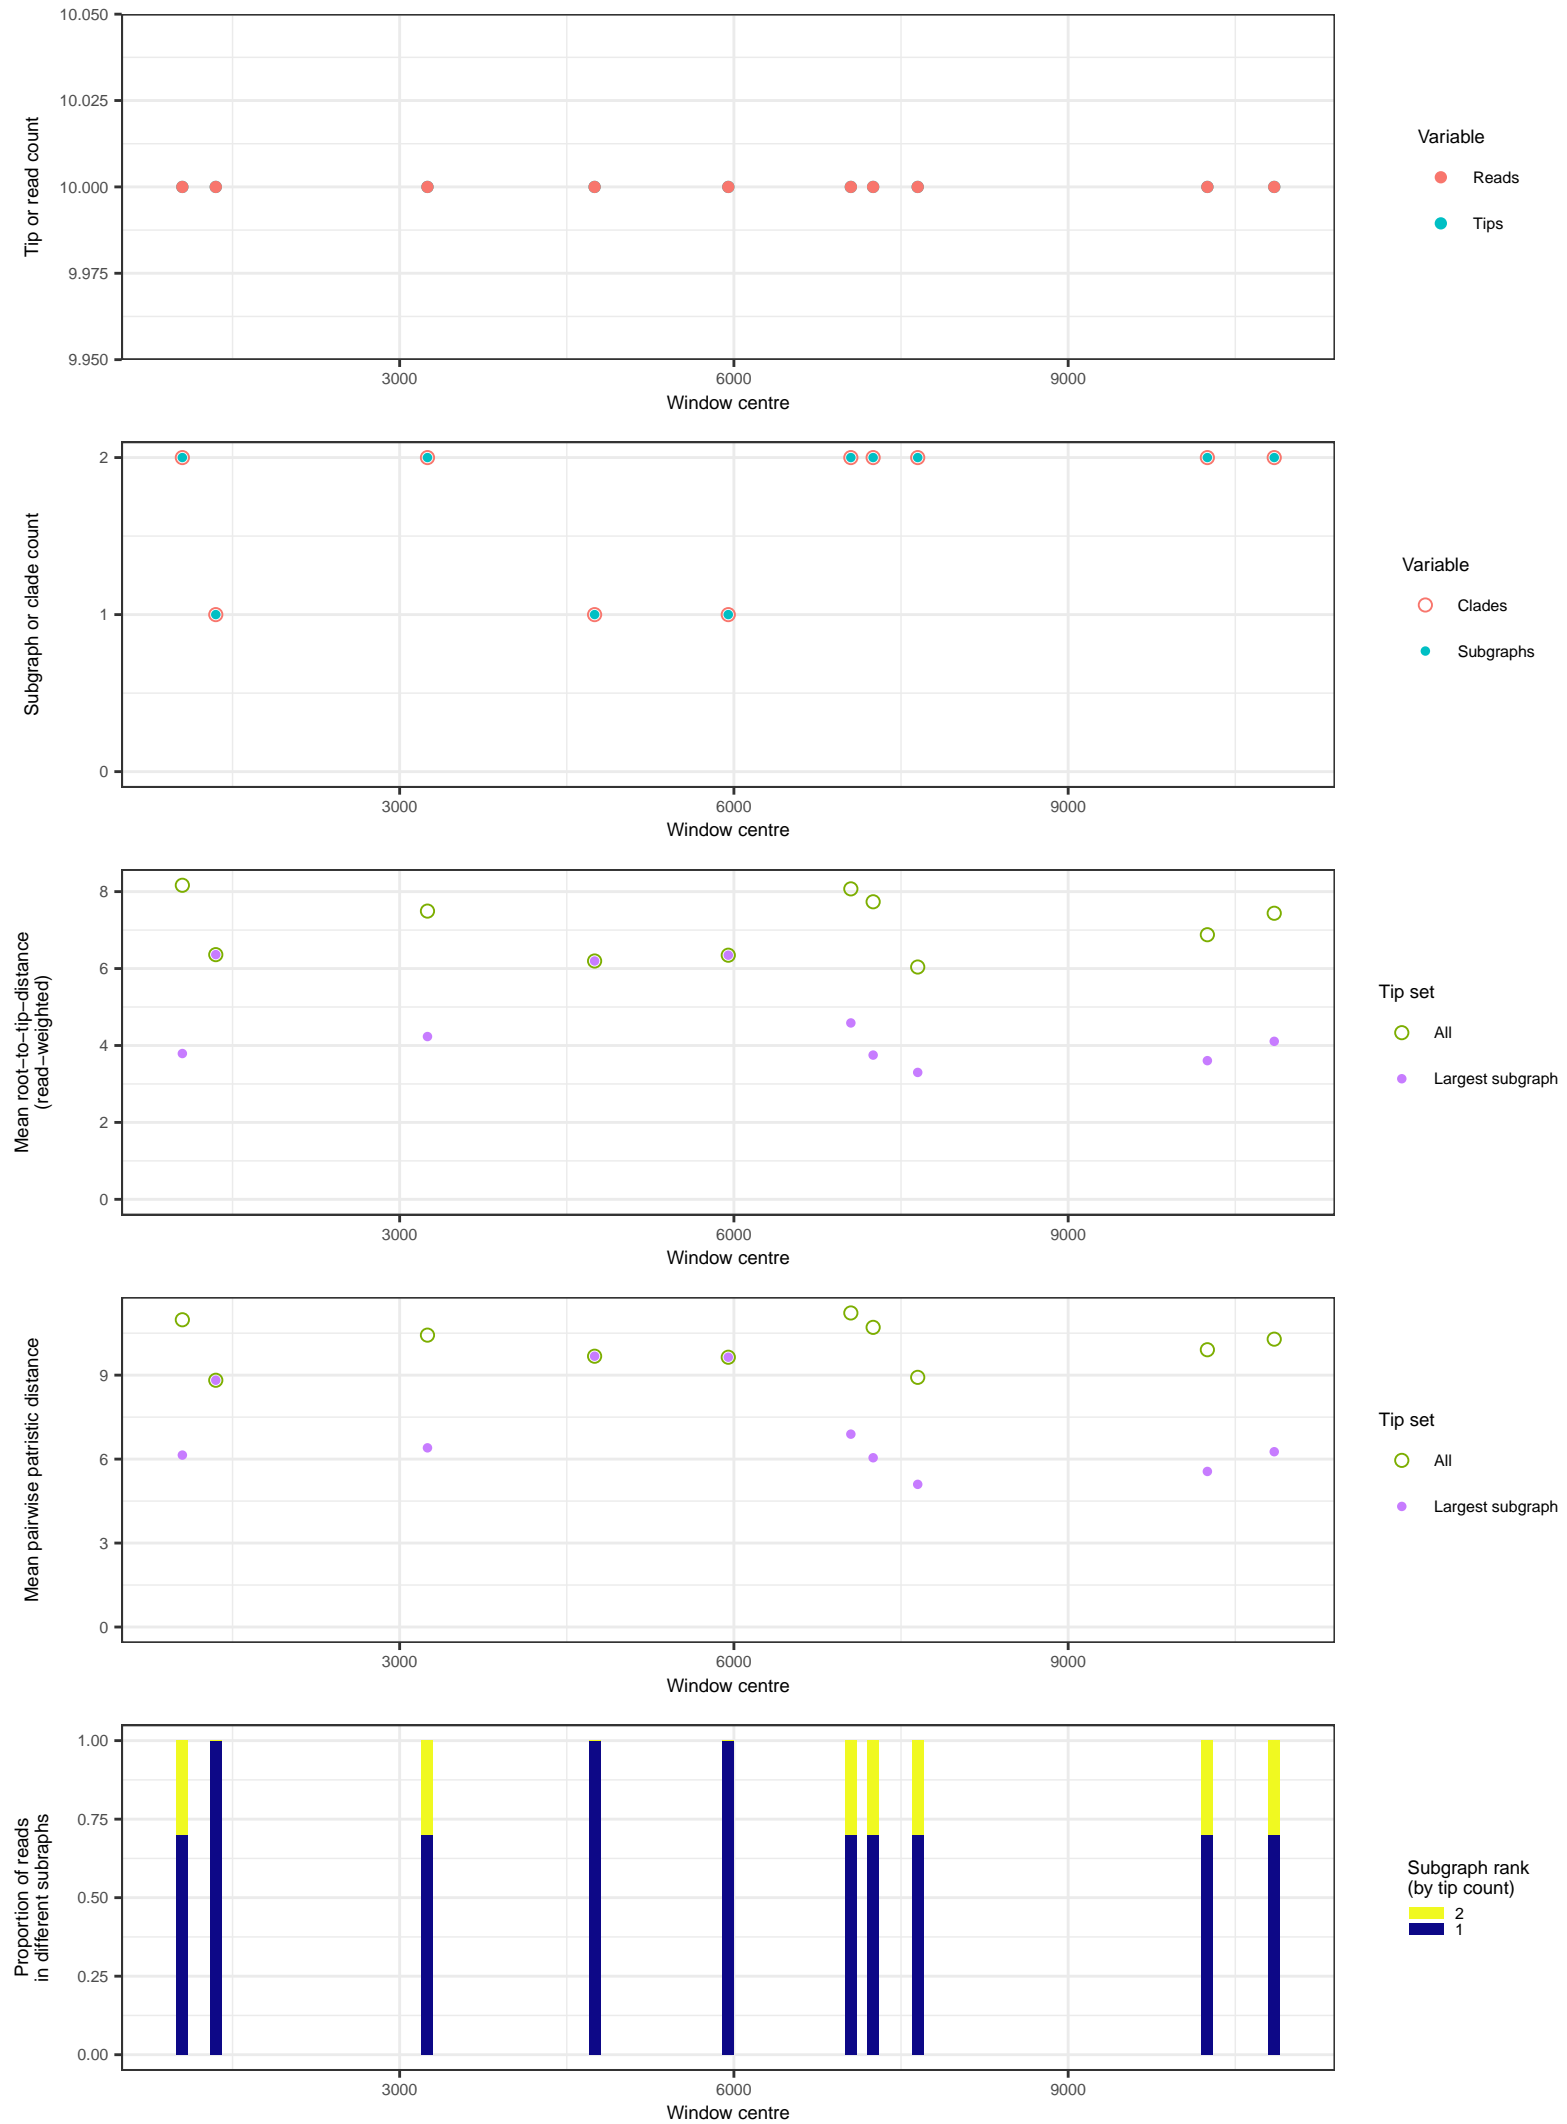 10.050
10.025
10.000
9.975
9.950
Tip or read count
3000
6000
9000
Window centre
Variable
Reads
Tips
2
1
0
Subgraph or clade count
3000
6000
9000
Window centre
Variable
Clades
Subgraphs
8
6
4
2
0
Mean root−to−tip−distance
(read−weighted)
3000
6000
9000
Window centre
Tip set
All
Largest subgraph
9
6
3
0
Mean pairwise patristic distance
3000
6000
9000
Window centre
Tip set
All
Largest subgraph
1.00
0.75
0.50
0.25
0.00
Proportion of reads
in different subraphs
3000
6000
9000
Window centre
Subgraph rank
(by tip count)
2
1